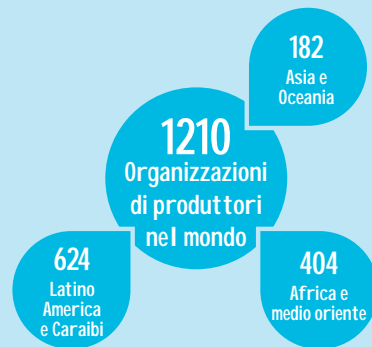 182
Asia e
Oceania
1210
Organizzazioni
di produttori
nel mondo
624
Latino
America
e Caraibi
404
Africa e
medio oriente